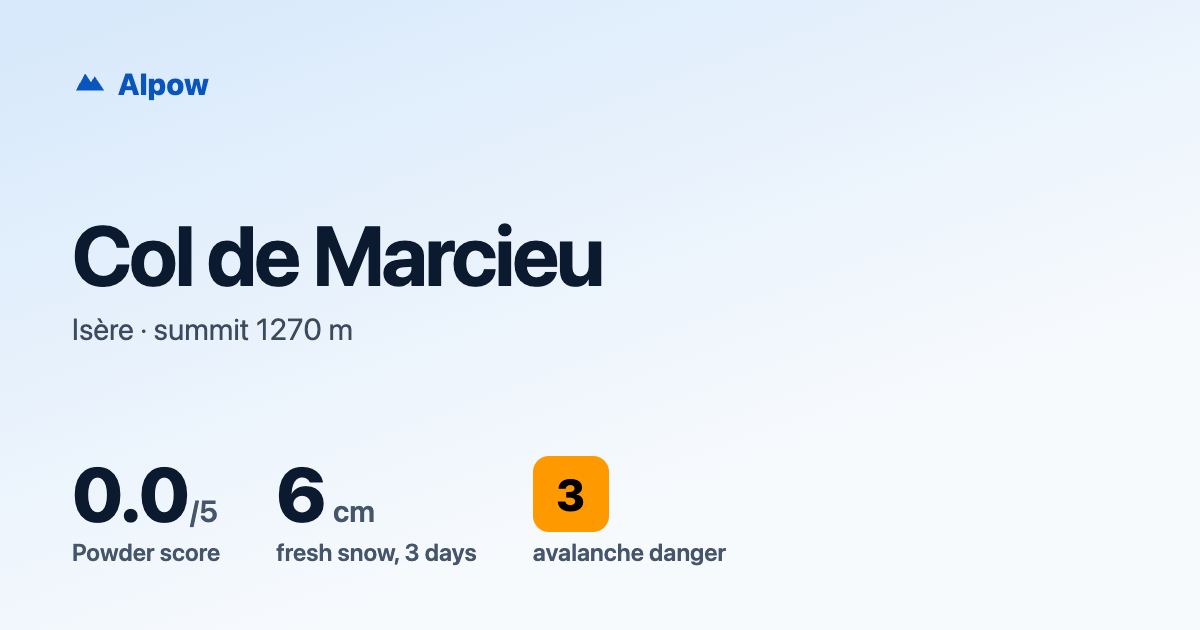 Alpow
Col de Marcieu
Isère · summit 1270 m
0.0/5
Powder score
6 cm
fresh snow, 3 days
3
avalanche danger